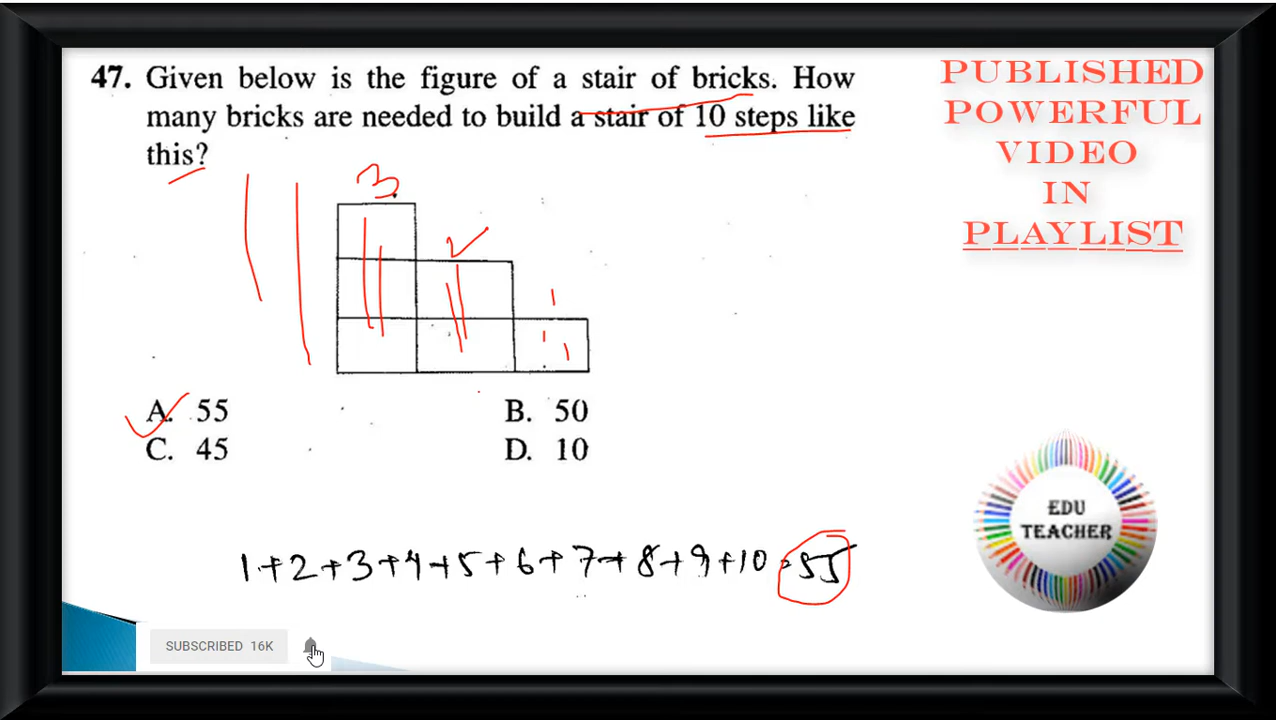 47. Given below is the figure of a stair of bricks. How
many bricks are needed to build a stair of 10 steps like
this?
3
2
1
A. 55
B. 50
C. 45
D. 10
1+2+3+4+5+6+7+8+9+10=55
SUBSCRIBED 16K
PUBLISHED
POWERFUL
VIDEO
IN
PLAYLIST
EDU
TEACHER